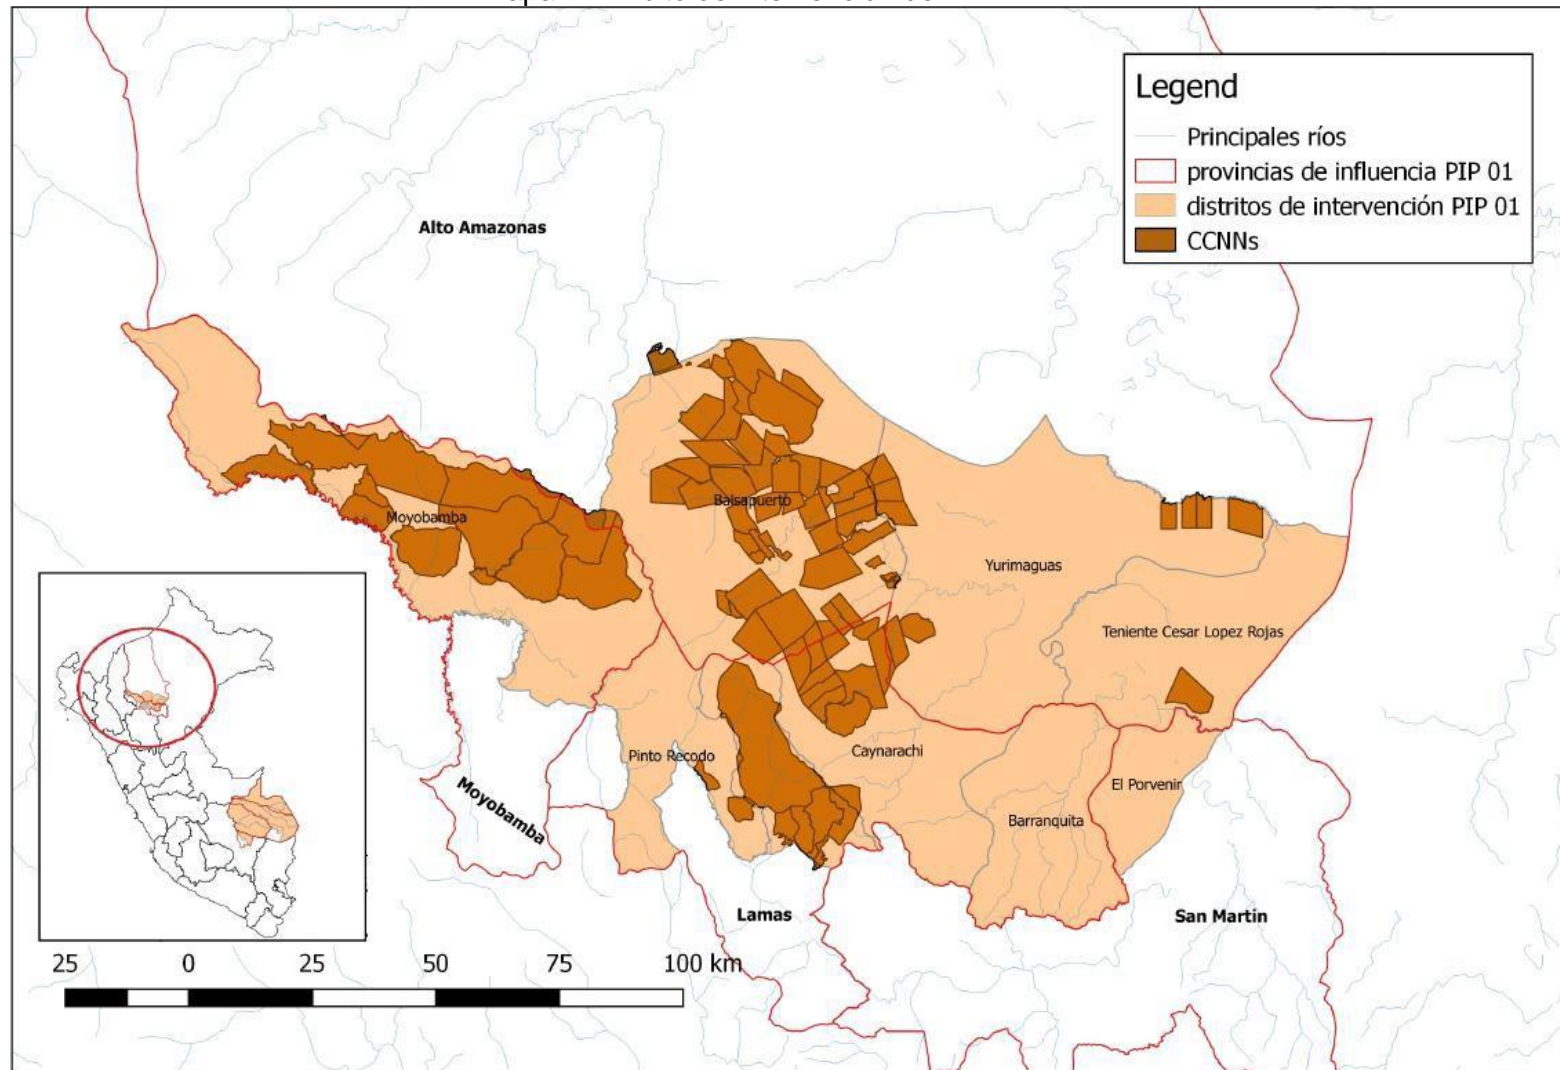 Legend
Principales ríos
provincias de influencia PIP 01
distritos de intervención PIP 01
CCNNs
Alto Amazonas
Balsapuerto
Moyobamba
Yurimaguas
Teniente Cesar Lopez Rojas
Pinto Recodo
Caynarachi
El Porvenir
Moyobamba
Barranquita
Lamas
San Martin
25 0 25 50 75 100 km